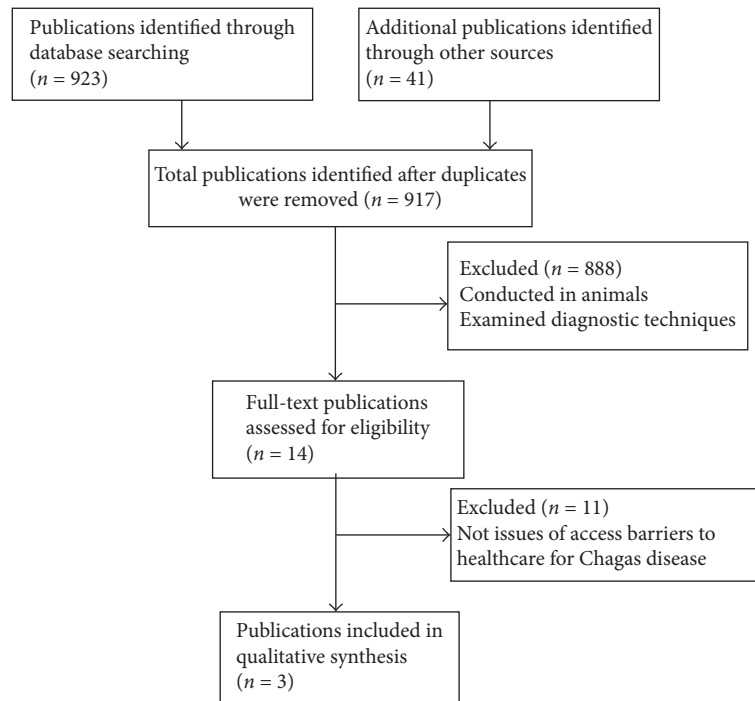 Publications identified through
database searching
(n = 923)
Additional publications identified
through other sources
(n = 41)
Total publications identified after duplicates
were removed (n = 917)
Excluded (n = 888)
Conducted in animals
Examined diagnostic techniques
Full-text publications
assessed for eligibility
(n = 14)
Excluded (n = 11)
Not issues of access barriers to
healthcare for Chagas disease
Publications included in
qualitative synthesis
(n = 3)